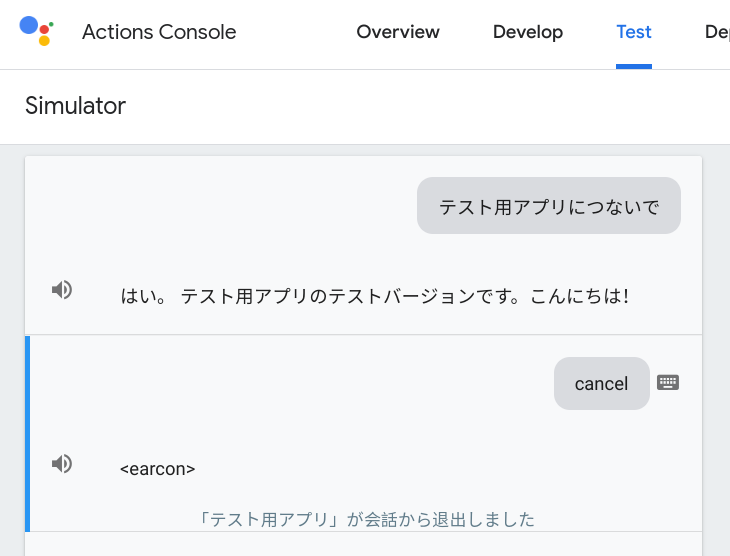 Actions Console
Overview
Develop
Test
De
Simulator
テスト用アプリにつないで
はい。 テスト用アプリのテストバージョンです。こんにちは!
cancel
<earcon>
「テスト用アプリ」が会話から退出しました